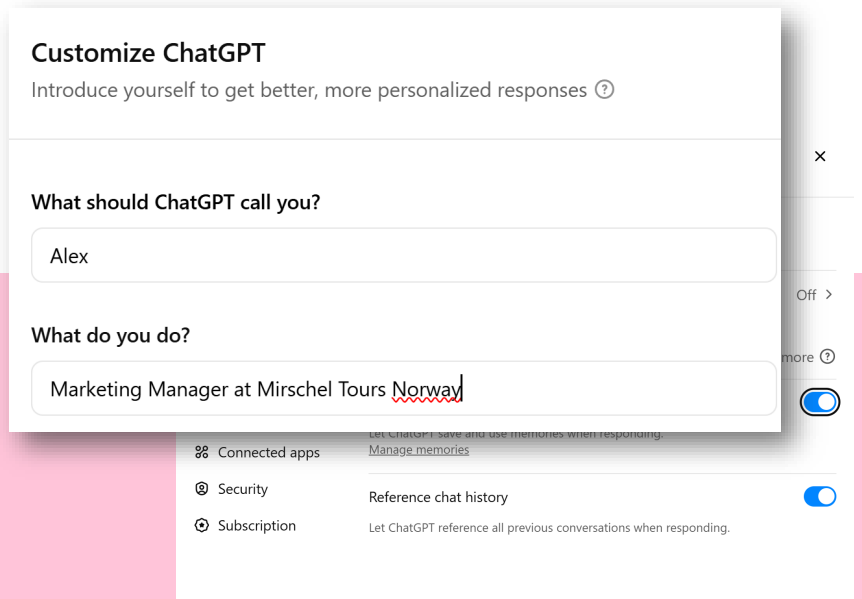 Customize ChatGPT
Introduce yourself to get better, more personalized responses ?
What should ChatGPT call you?
Alex
What do you do?
Marketing Manager at Mirschel Tours Norway
Off
more ?
Let ChatGPT save and use memories when responding.
Manage memories
Connected apps
Security
Subscription
Reference chat history
Let ChatGPT reference all previous conversations when responding.